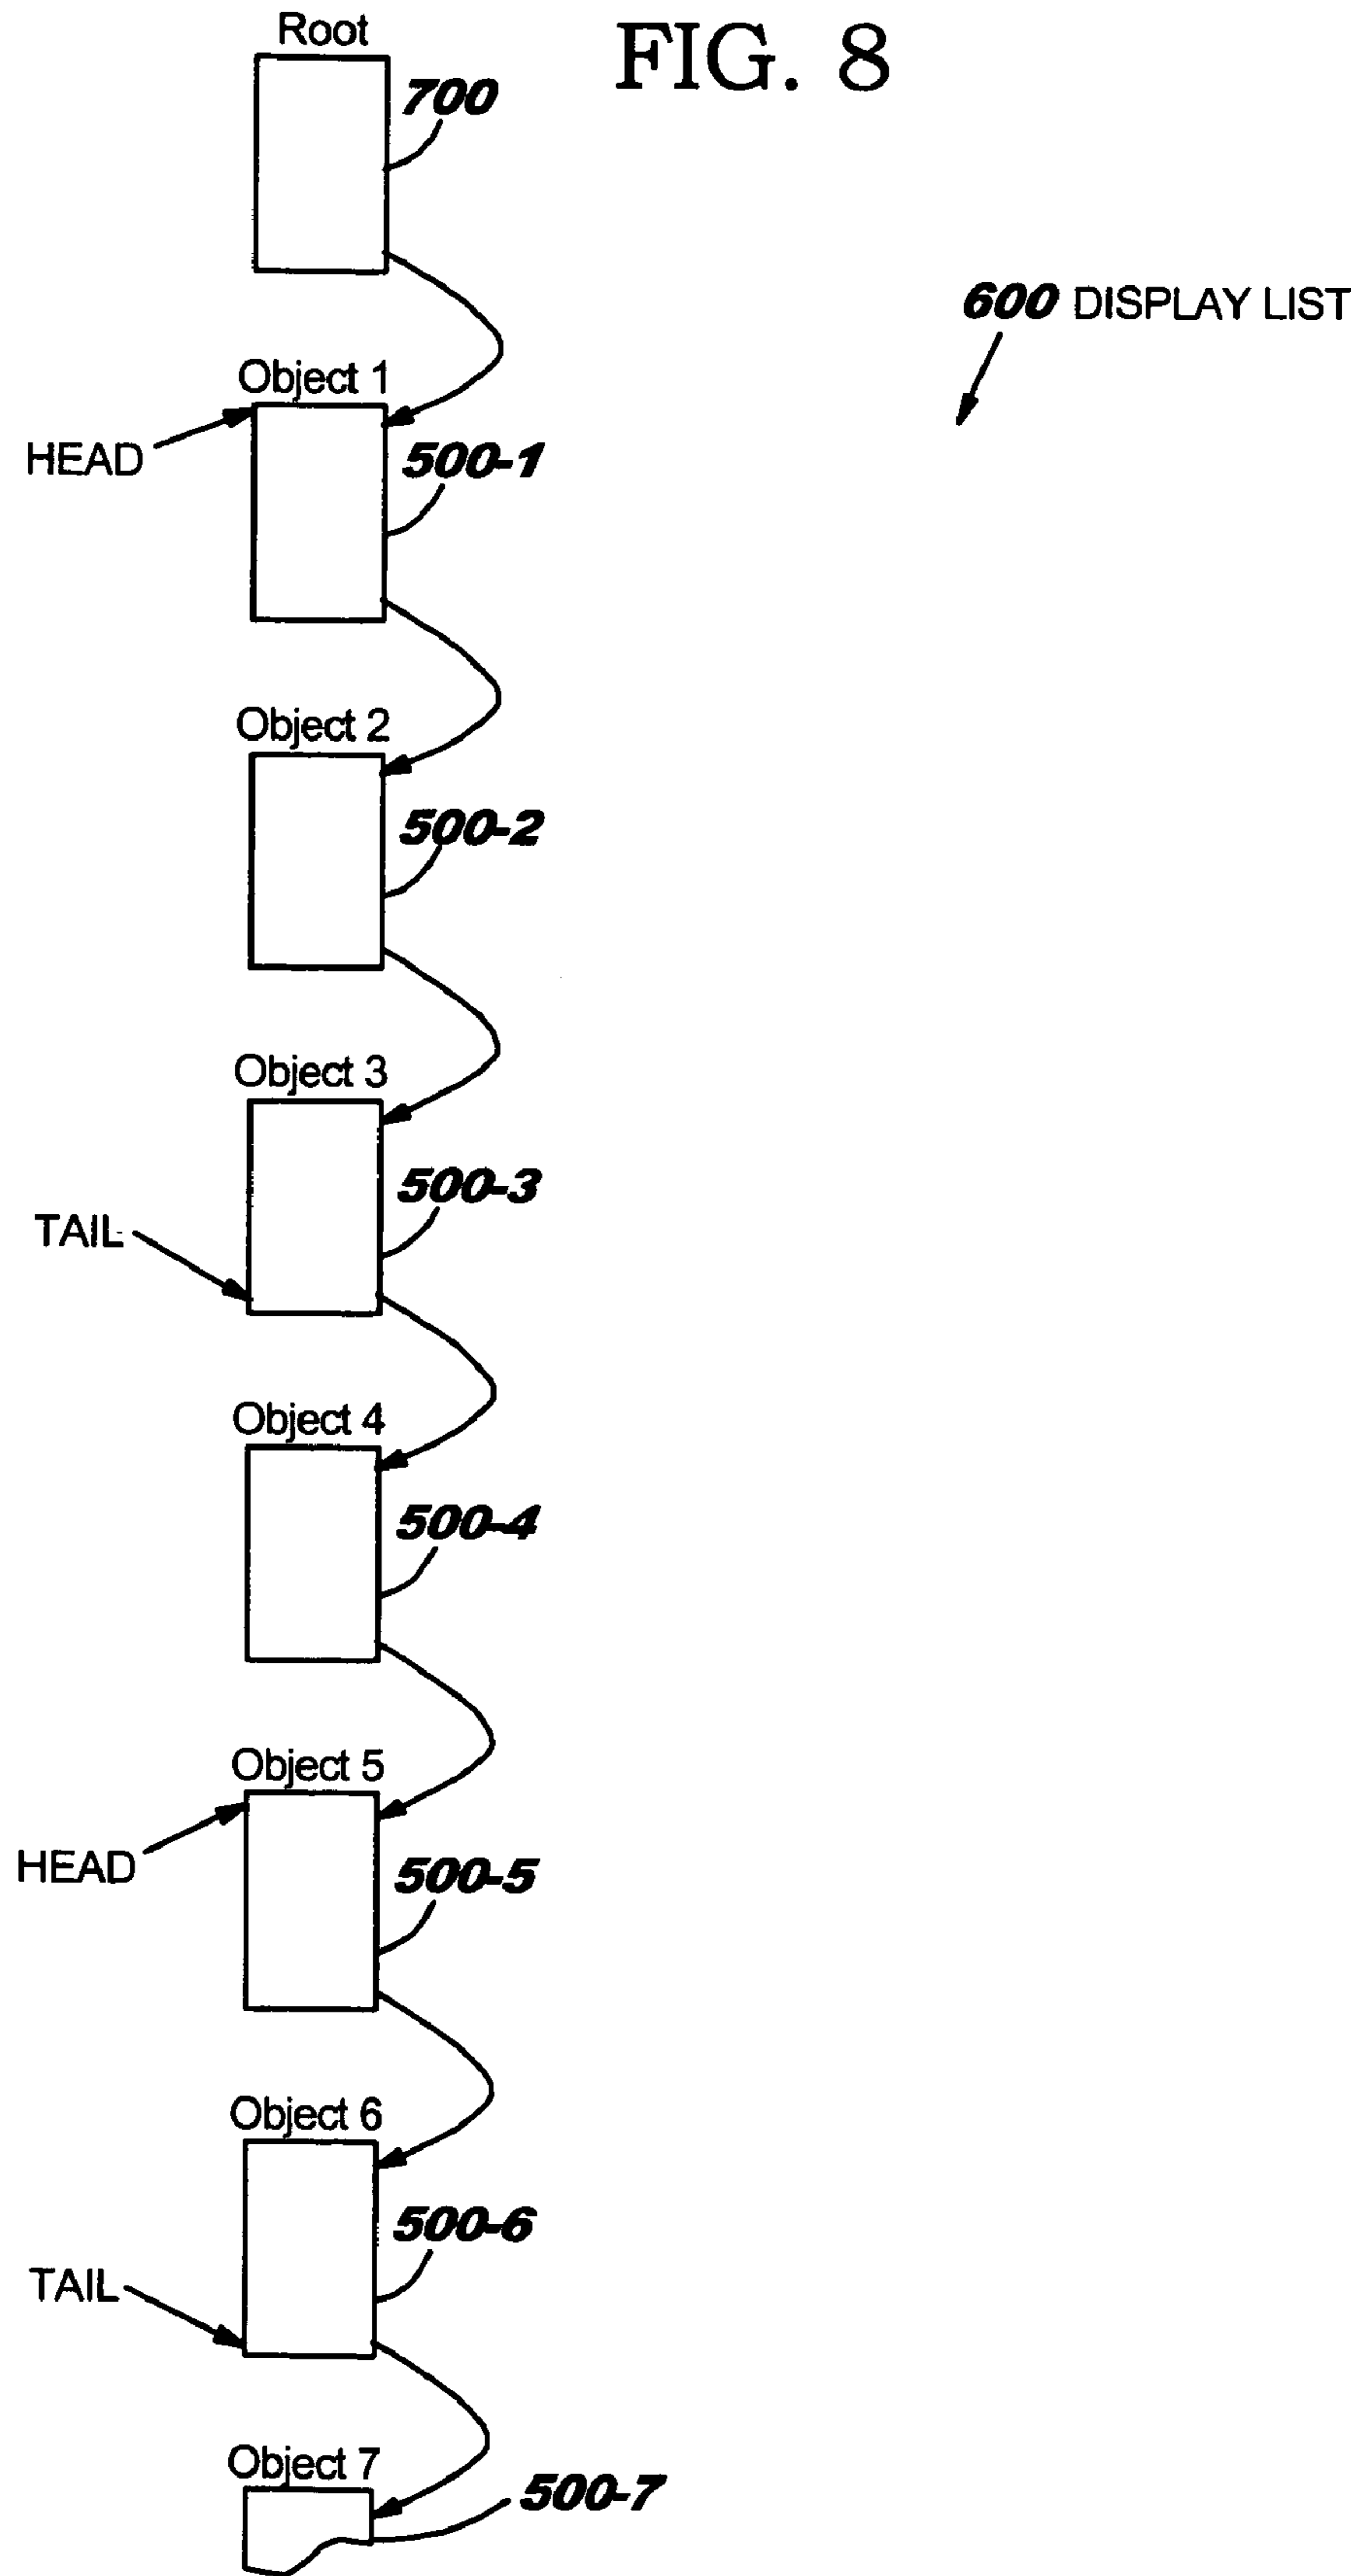 FIG. 8
Root
700
600 DISPLAY LIST
Object 1
HEAD
500-1
Object 2
500-2
Object 3
500-3
TAIL
Object 4
500-4
Object 5
HEAD
500-5
Object 6
500-6
TAIL
Object 7
500-7